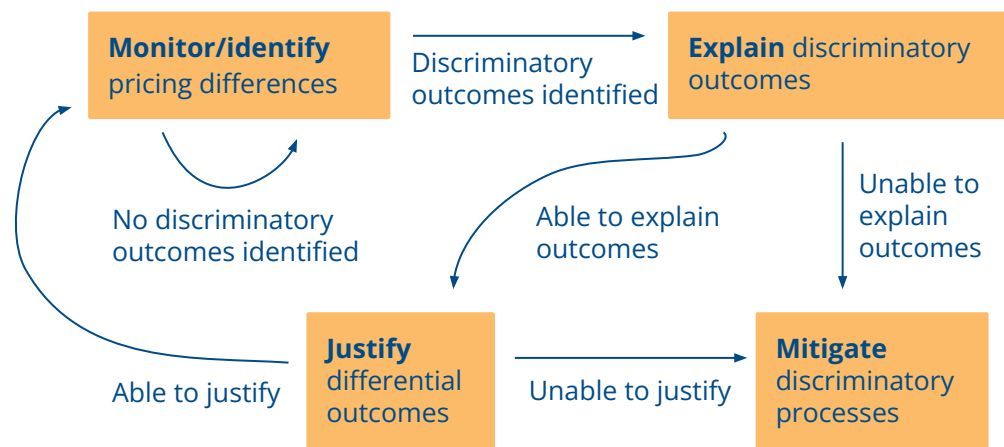 Monitor/identify
pricing differences
Discriminatory
outcomes identified
Explain discriminatory
outcomes
No discriminatory
outcomes identified
Able to explain
outcomes
Unable to
explain
outcomes
Able to justify
Justify
differential
outcomes
Unable to justify
Mitigate
discriminatory
processes